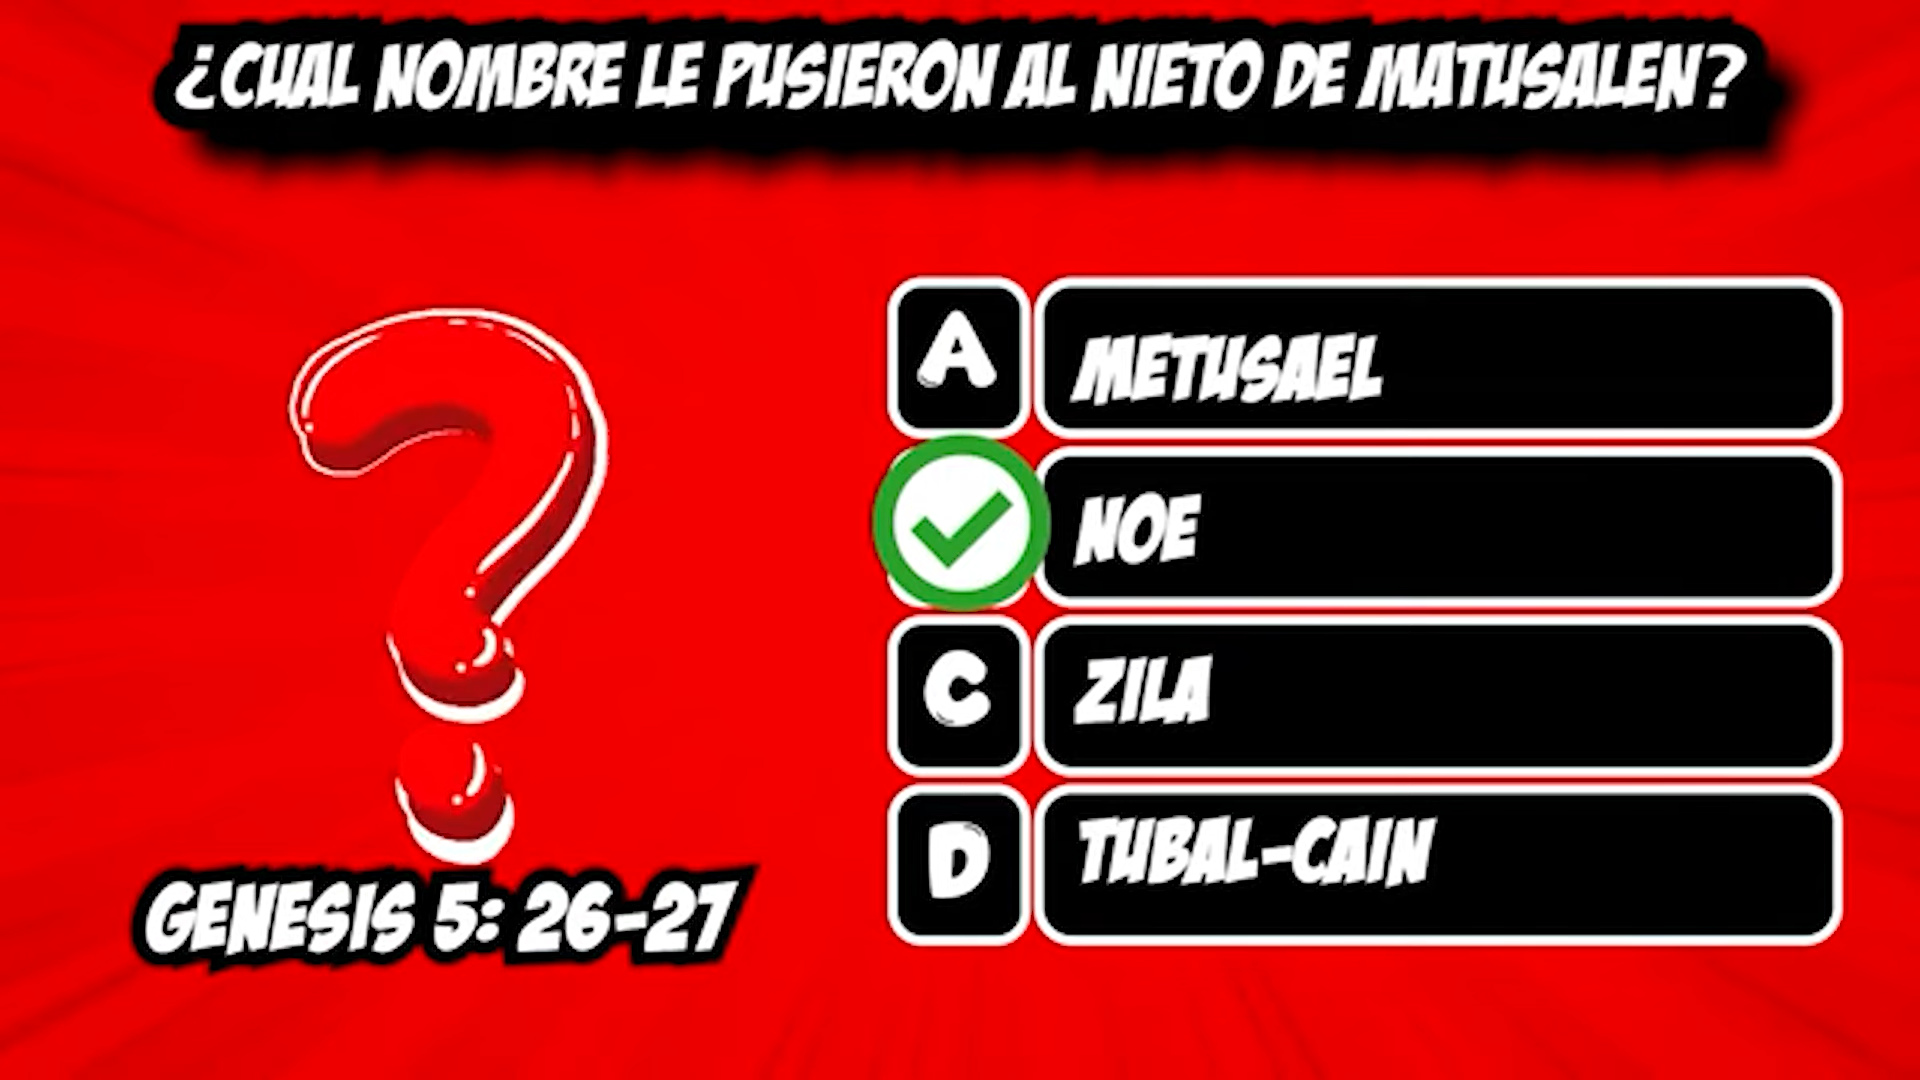 ¿CUAL NOMBRE LE PUSIERON AL NIETO DE MATUSALEN?
A
METUSAEL
NOE
C
ZILA
D
TUBAL-CAIN
GENESIS 5: 26-27